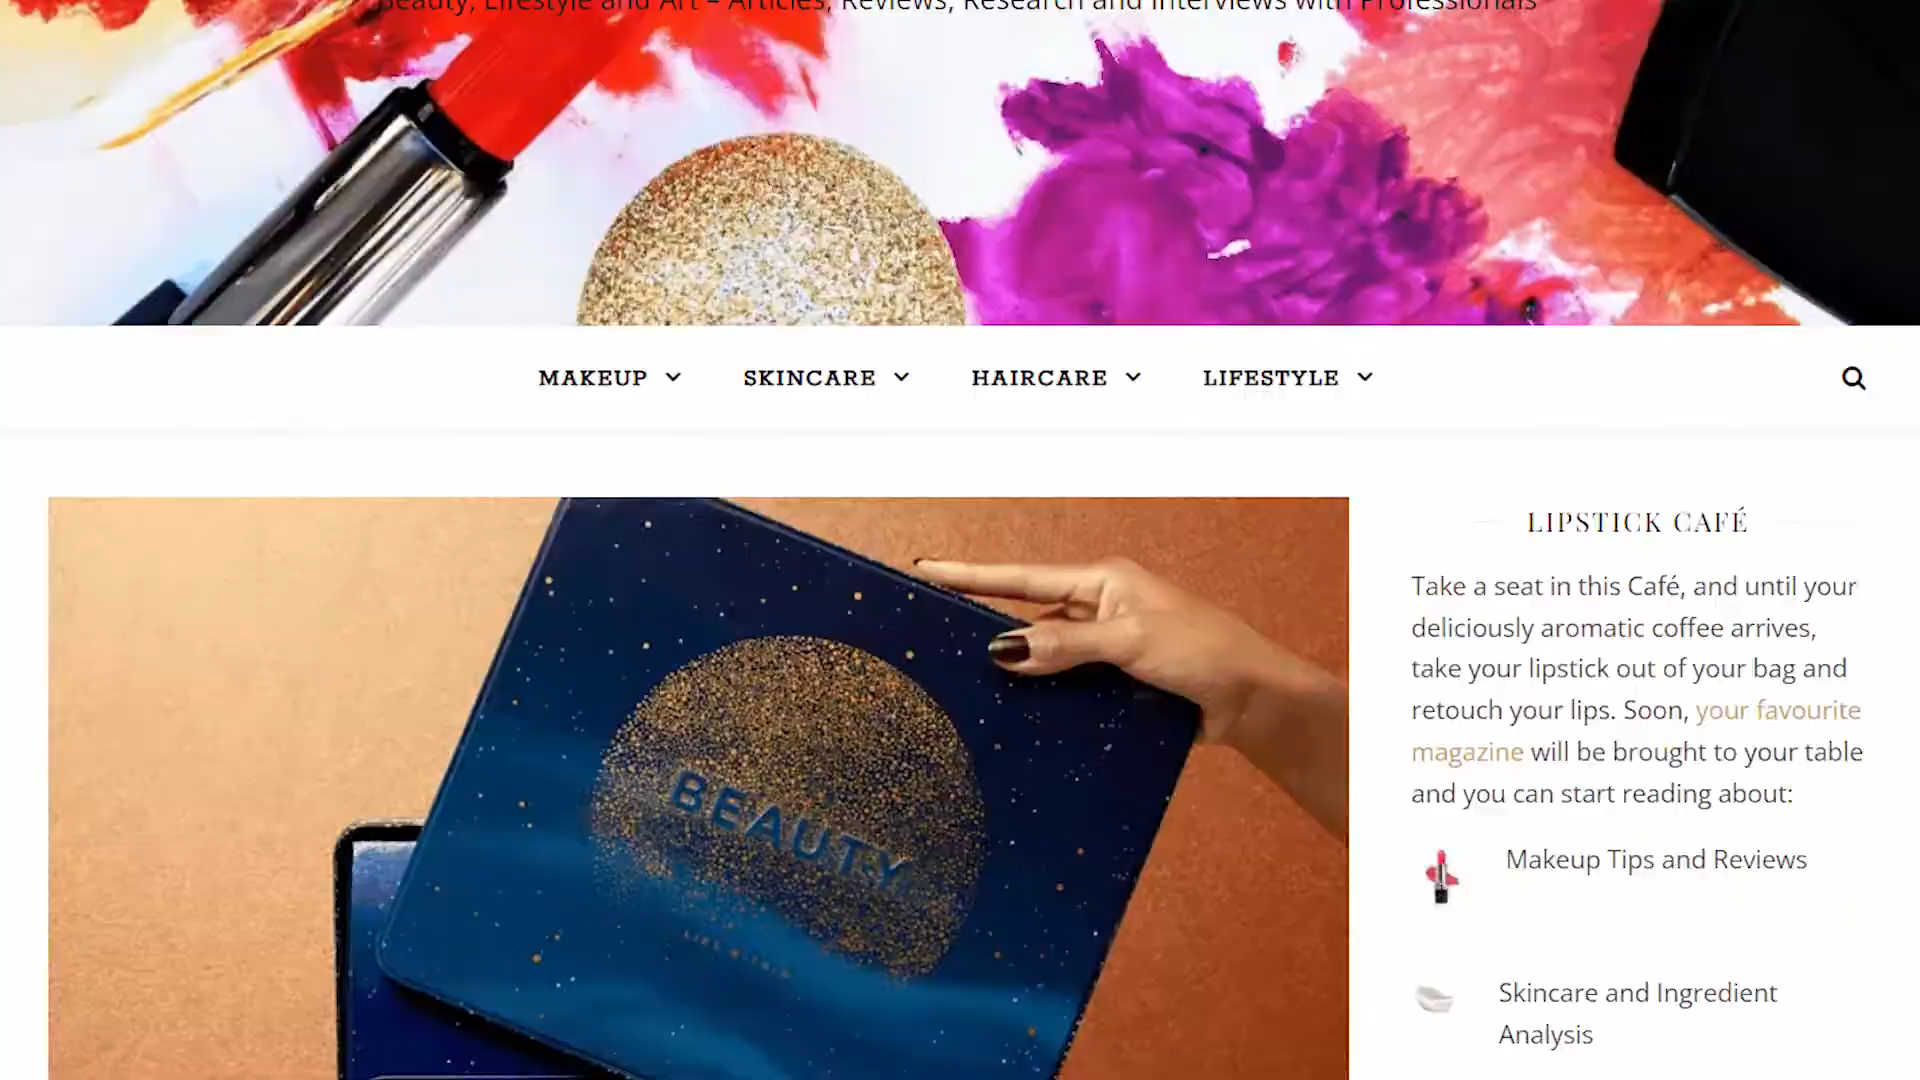 Beauty, Lifestyle and Art – Articles, Reviews, Research and Interviews with Professionals
MAKEUP
SKINCARE
HAIRCARE
LIFESTYLE
BEAUTY
LIPSTICK CAFÉ
Take a seat in this Café, and until your
deliciously aromatic coffee arrives,
take your lipstick out of your bag and
retouch your lips. Soon, your favourite
magazine will be brought to your table
and you can start reading about:
Makeup Tips and Reviews
Skincare and Ingredient
Analysis